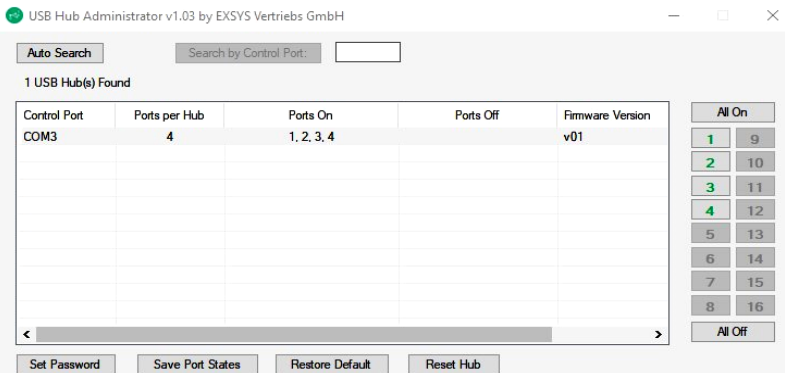 USB Hub Administrator v1.03 by EXSYS Vertriebs GmbH
Auto Search Search by Control Port:
1 USB Hub(s) Found
Control Port Ports per Hub Ports On Ports Off Firmware Version
COM3 4 1, 2, 3, 4 v01
All On
1 9
2 10
3 11
4 12
5 13
6 14
7 15
8 16
All Off
Set Password Save Port States Restore Default Reset Hub